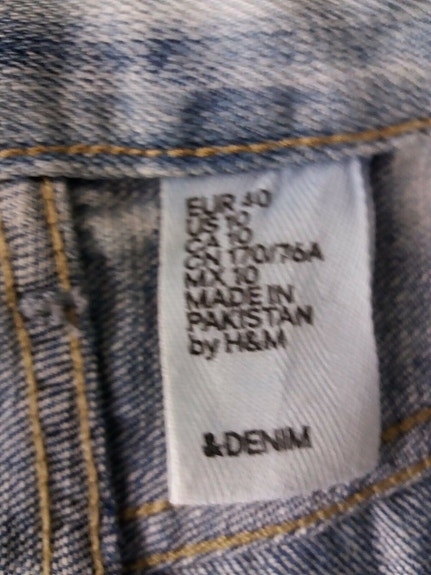 EUR 40
US 10
CA 10
CN 170/76A
MX 10
MADE IN
PAKISTAN
by H&M
&DENIM